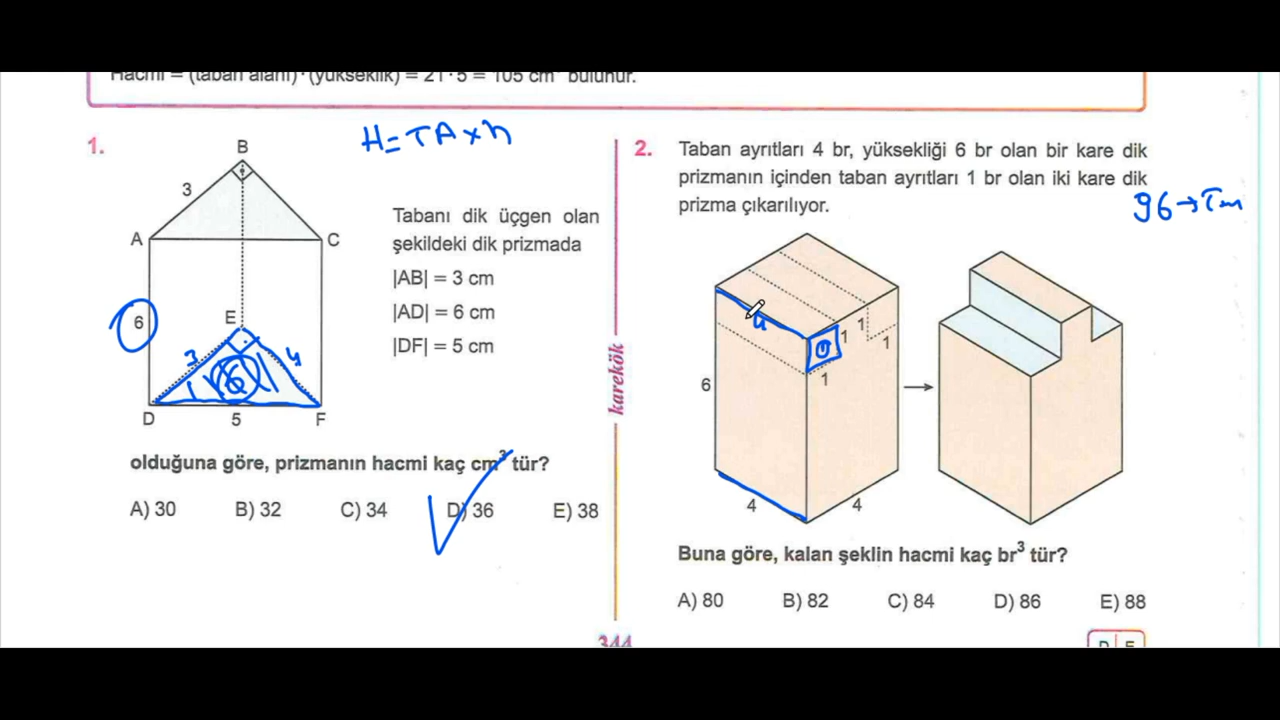 Hacmi = (taban alanı) · (yükseklik) = 21 · 5 = 105 cm³ bulunur.
1.
H = TA x h
B
3
A
C
6
E
3
4
6
D
5
F
Tabanı dik üçgen olan
şekildeki dik prizmada
|AB| = 3 cm
|AD| = 6 cm
|DF| = 5 cm
olduğuna göre, prizmanın hacmi kaç cm³ tür?
A) 30 B) 32 C) 34 D) 36 E) 38
karekök
2.
Taban ayrıtları 4 br, yüksekliği 6 br olan bir kare dik
prizmanın içinden taban ayrıtları 1 br olan iki kare dik
prizma çıkarılıyor.
96 → Tm
4
1
1
1
1
6
4
4
Buna göre, kalan şeklin hacmi kaç br³ tür?
A) 80 B) 82 C) 84 D) 86 E) 88
344
D E